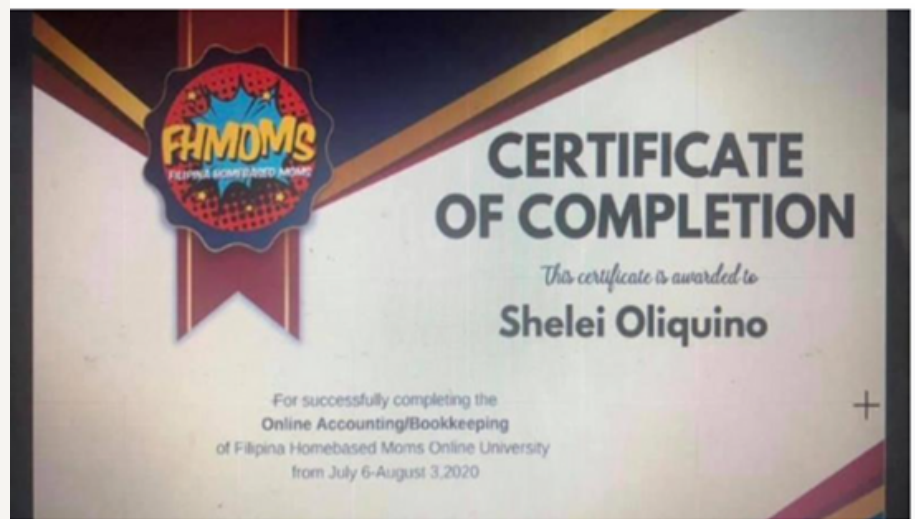 FHMOMS
FILIPINA HOMEBASED MOMS
CERTIFICATE
OF COMPLETION
This certificate is awarded to
Shelei Oliquino
For successfully completing the
Online Accounting/Bookkeeping
of Filipina Homebased Moms Online University
from July 6-August 3,2020